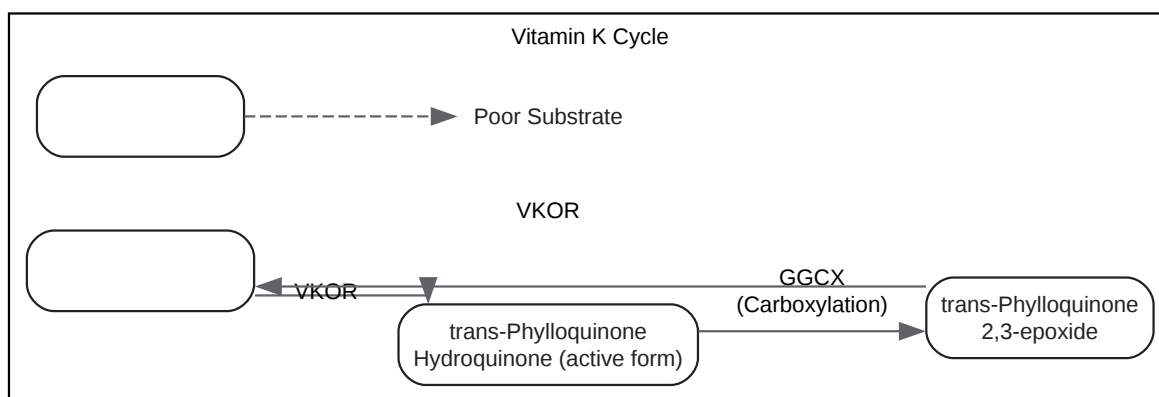 Vitamin K Cycle
Poor Substrate
VKOR
VKOR
GGCX
(Carboxylation)
trans-Phylloquinone
Hydroquinone (active form)
trans-Phylloquinone
2,3-epoxide